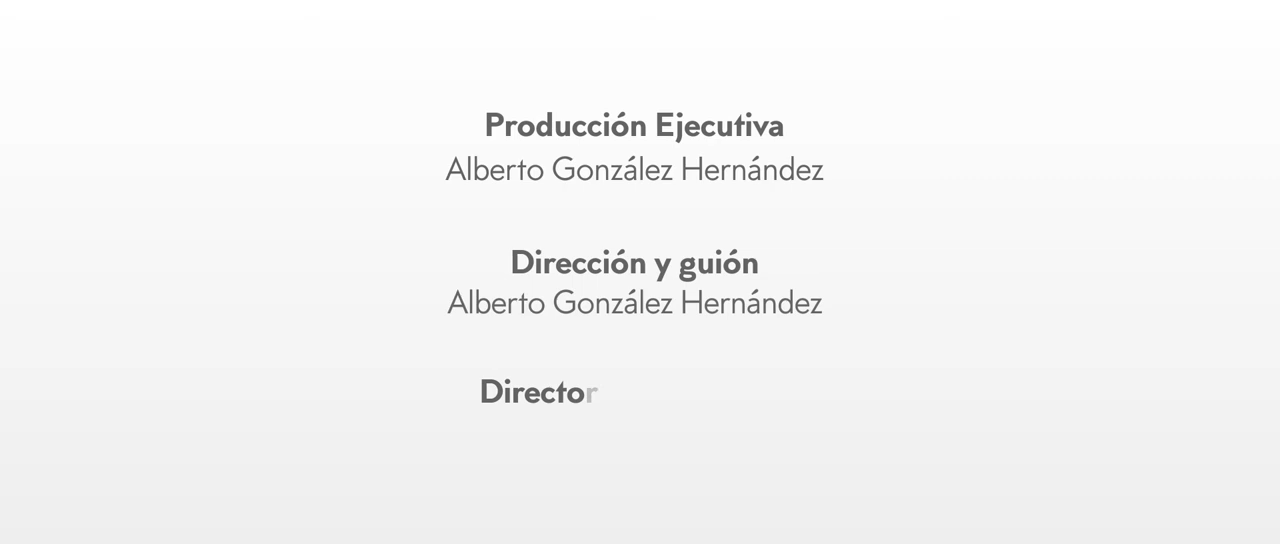 Producción Ejecutiva
Alberto González Hernández
Dirección y guión
Alberto González Hernández
Director